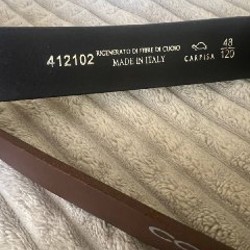 412102
RIGENERATO DI FIBRE DI CUOIO
MADE IN ITALY
CARPISA
48
120